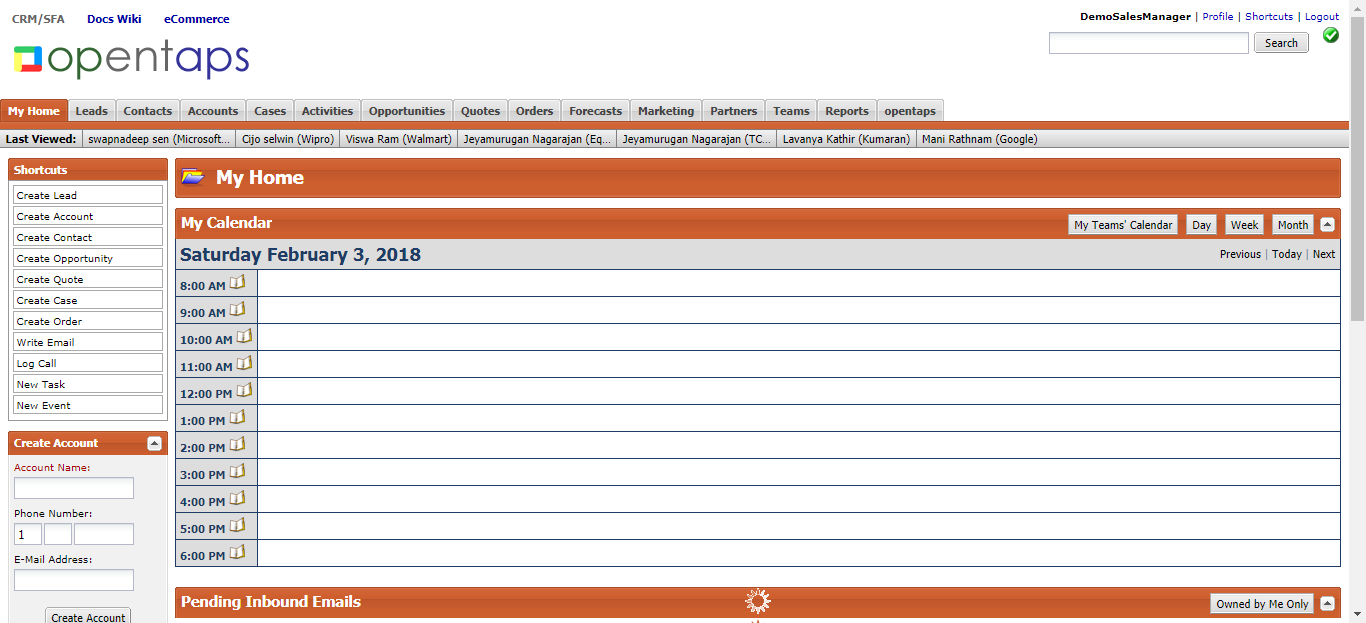 CRM/SFA Docs Wiki eCommerce
DemoSalesManager | Profile | Shortcuts | Logout
opentaps
Search
My Home Leads Contacts Accounts Cases Activities Opportunities Quotes Orders Forecasts Marketing Partners Teams Reports opentaps
Last Viewed: swapnadeep sen (Microsoft... Cijo selwin (Wipro) Viswa Ram (Walmart) Jeyamurugan Nagarajan (Eq... Jeyamurugan Nagarajan (TC... Lavanya Kathir (Kumaran) Mani Rathnam (Google)
Shortcuts
Create Lead
Create Account
Create Contact
Create Opportunity
Create Quote
Create Case
Create Order
Write Email
Log Call
New Task
New Event
Create Account
Account Name:
Phone Number:
1
E-Mail Address:
Create Account
My Home
My Calendar
My Teams' Calendar Day Week Month
Saturday February 3, 2018
Previous | Today | Next
8:00 AM
9:00 AM
10:00 AM
11:00 AM
12:00 PM
1:00 PM
2:00 PM
3:00 PM
4:00 PM
5:00 PM
6:00 PM
Pending Inbound Emails
Owned by Me Only